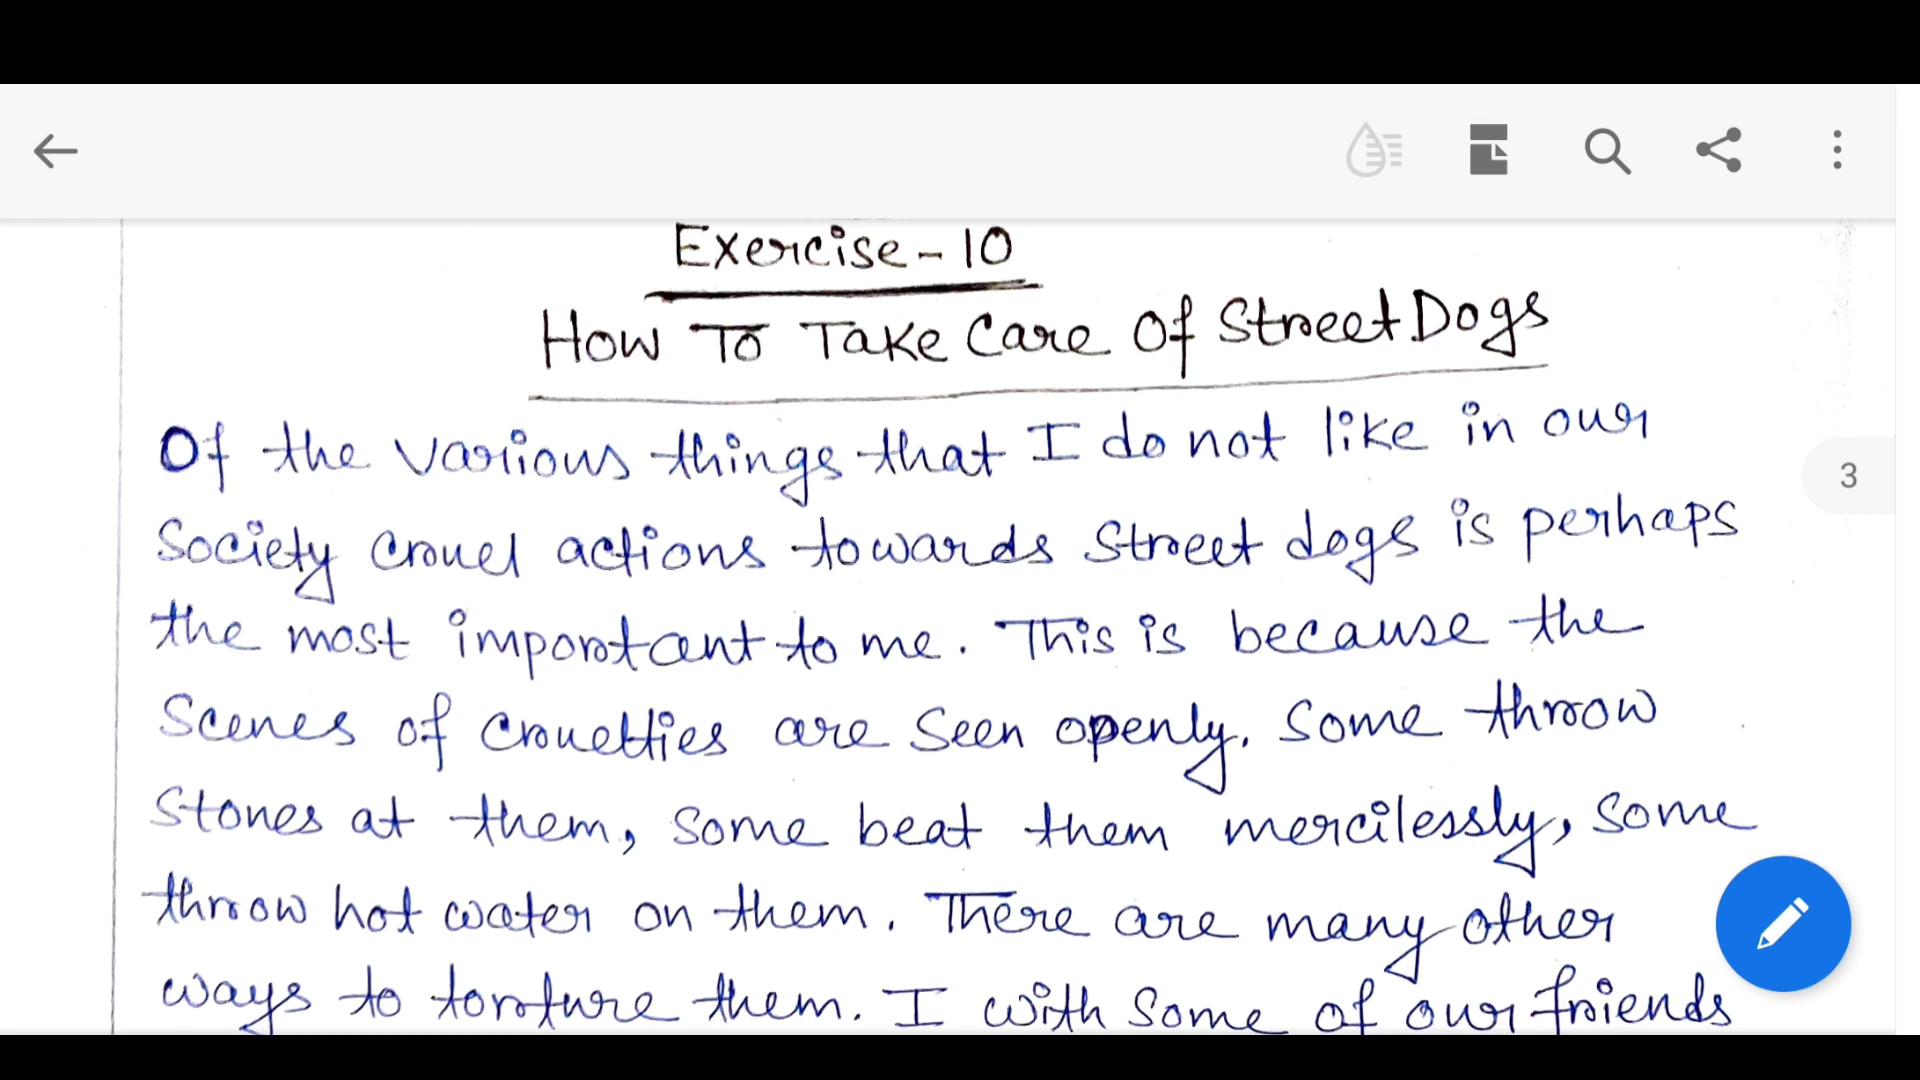 Exercise - 10
How To Take Care Of Street Dogs
Of the various things that I do not like in our
3
Society cruel actions towards Street dogs is perhaps
the most important to me. This is because the
Scenes of cruelties are Seen openly. Some throw
Stones at them, some beat them mercilessly, some
throw hot water on them. There are many other
ways to torture them. I with Some of our friends